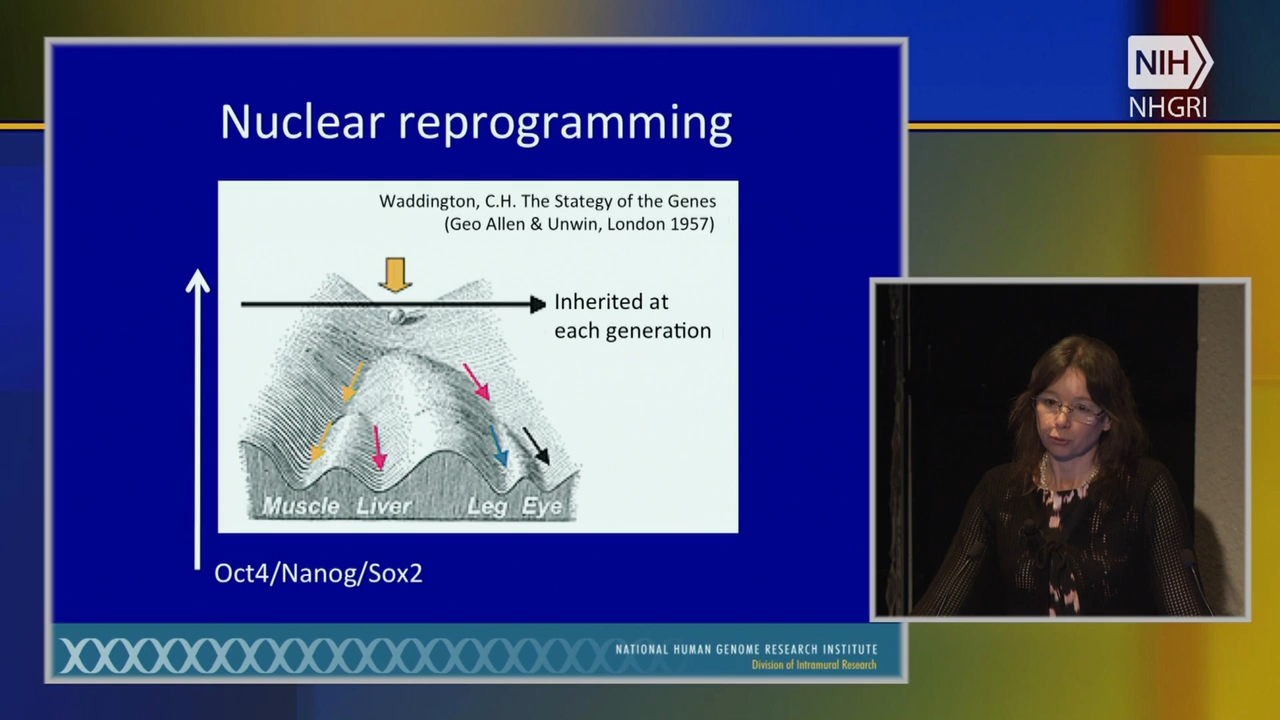 NIH
NHGRI
Nuclear reprogramming
Waddington, C.H. The Stategy of the Genes
(Geo Allen & Unwin, London 1957)
Inherited at
each generation
Muscle Liver Leg Eye
Oct4/Nanog/Sox2
NATIONAL HUMAN GENOME RESEARCH INSTITUTE
Division of Intramural Research